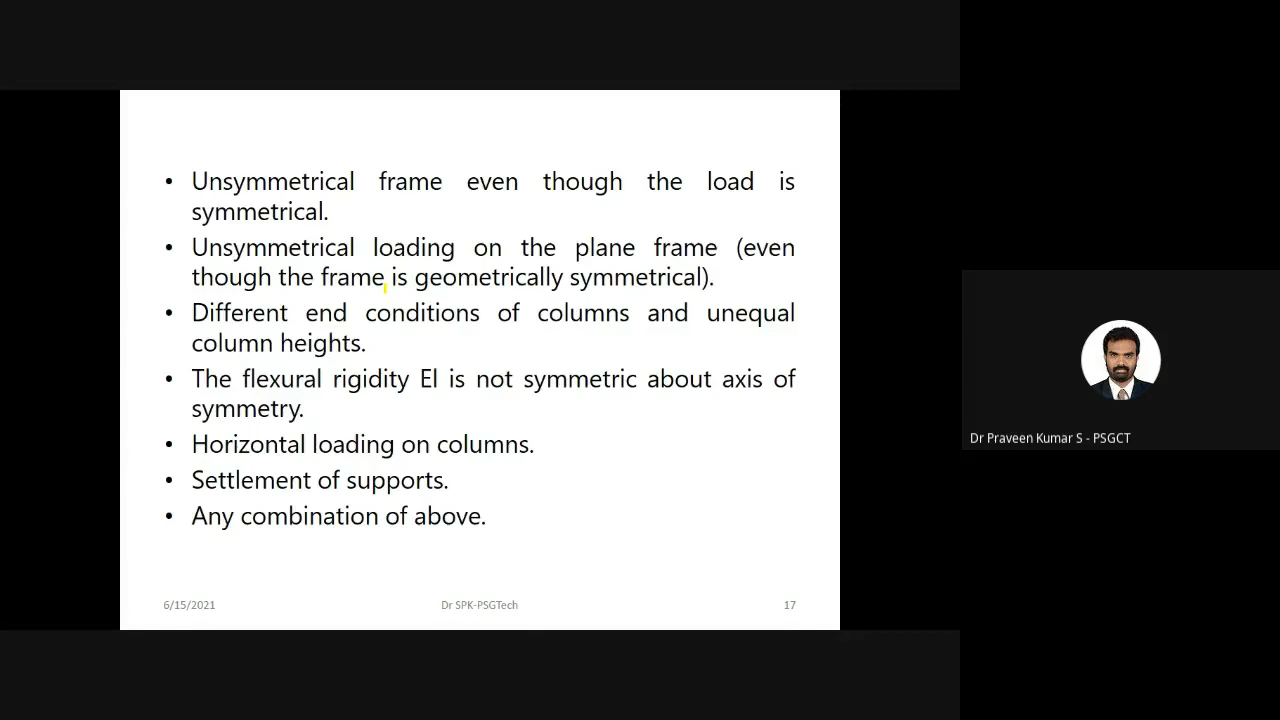 • Unsymmetrical frame even though the load is
symmetrical.
• Unsymmetrical loading on the plane frame (even
though the frame is geometrically symmetrical).
• Different end conditions of columns and unequal
column heights.
• The flexural rigidity EI is not symmetric about axis of
symmetry.
• Horizontal loading on columns.
• Settlement of supports.
• Any combination of above.
6/15/2021
Dr SPK-PSGTech
17
Dr Praveen Kumar S - PSGCT